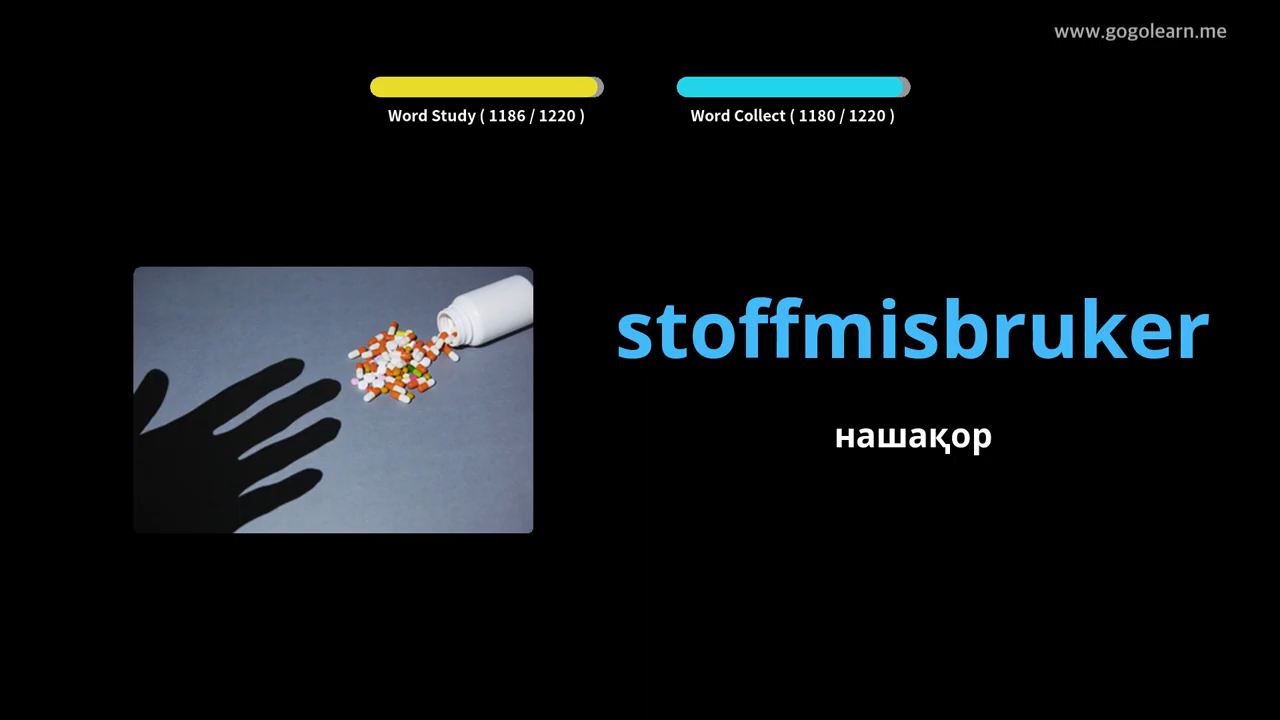 www.gogolearn.me
Word Study ( 1186 / 1220 )
Word Collect ( 1180 / 1220 )
stoffmisbruker
нашақор